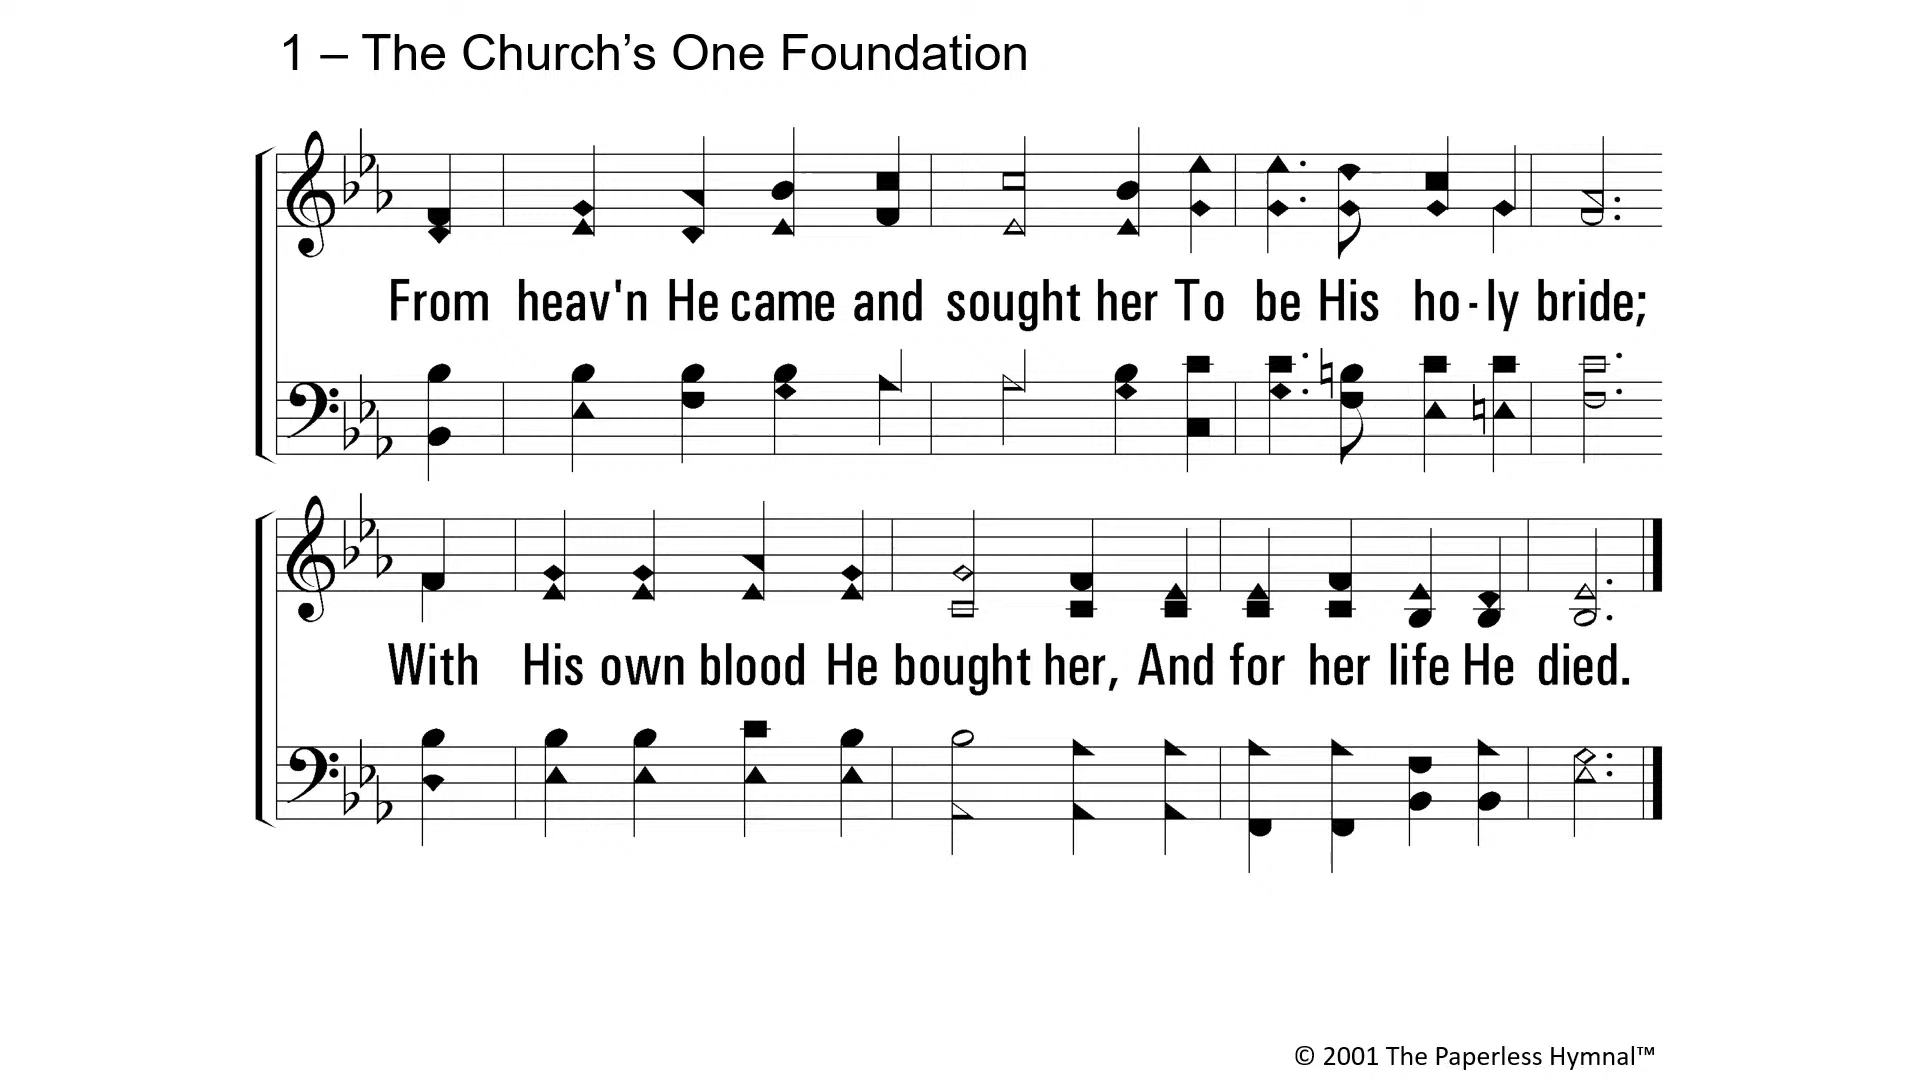 1 – The Church’s One Foundation
From heav'n He came and sought her To be His ho-ly bride;
With His own blood He bought her, And for her life He died.
© 2001 The Paperless Hymnal™